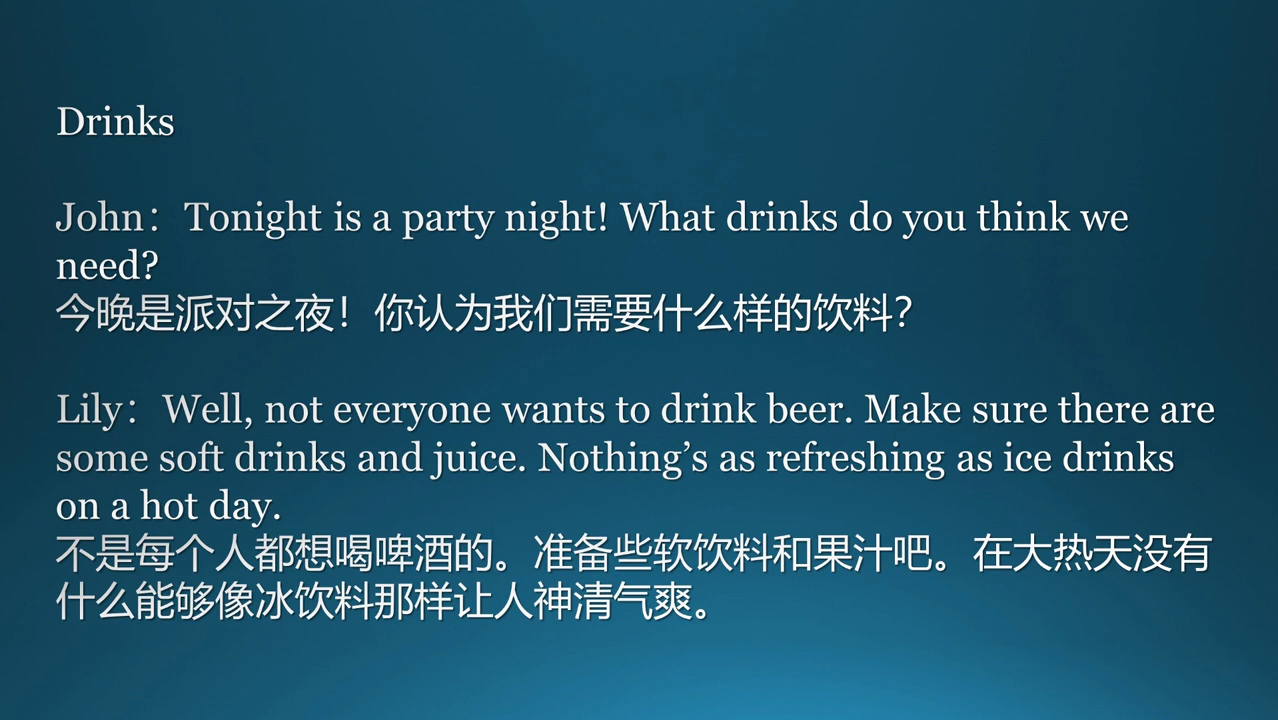 Drinks
John：Tonight is a party night! What drinks do you think we
need?
今晚是派对之夜！你认为我们需要什么样的饮料？
Lily：Well, not everyone wants to drink beer. Make sure there are
some soft drinks and juice. Nothing’s as refreshing as ice drinks
on a hot day.
不是每个人都想喝啤酒的。准备些软饮料和果汁吧。在大热天没有
什么能够像冰饮料那样让人神清气爽。